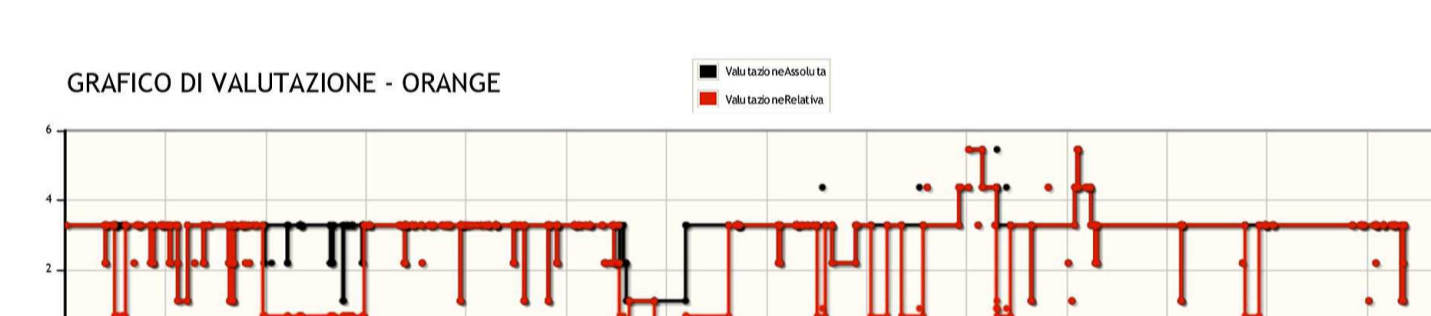 GRAFICO DI VALUTAZIONE - ORANGE
ValutazioneAssoluta
ValutazioneRelativa
6
4
2